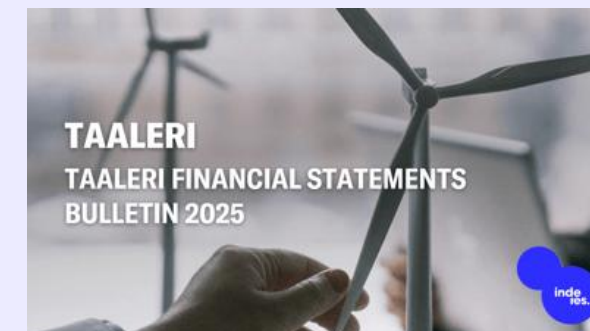 TAALERI
TAALERI FINANCIAL STATEMENTS
BULLETIN 2025
inde
res.